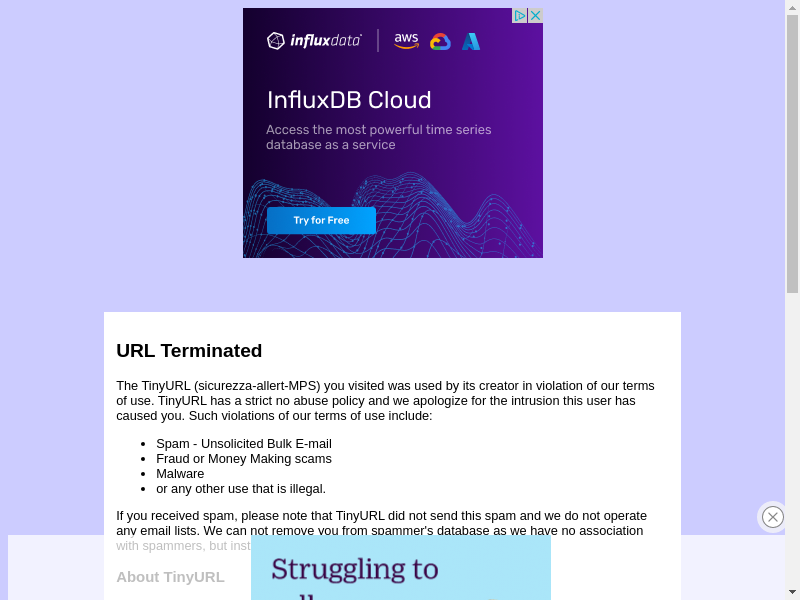 influxdata
aws
InfluxDB Cloud
Access the most powerful time series
database as a service
Try for Free
URL Terminated
The TinyURL (sicurezza-allert-MPS) you visited was used by its creator in violation of our terms
of use. TinyURL has a strict no abuse policy and we apologize for the intrusion this user has
caused you. Such violations of our terms of use include:
• Spam - Unsolicited Bulk E-mail
• Fraud or Money Making scams
• Malware
• or any other use that is illegal.
If you received spam, please note that TinyURL did not send this spam and we do not operate
any email lists. We can not remove you from spammer's database as we have no association
with spammers, but
About TinyURL
Struggling to